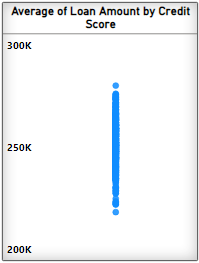 Average of Loan Amount by Credit
Score
300K
250K
200K